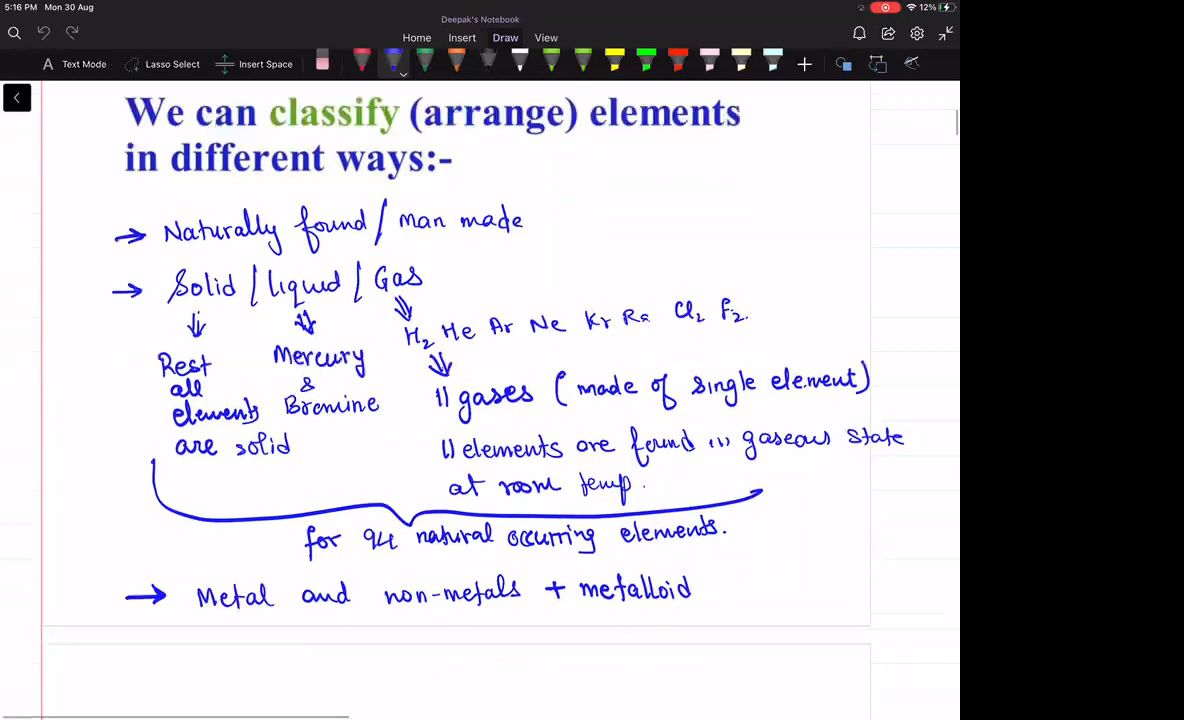 5:16 PM Mon 30 Aug
12%
Deepak's Notebook
Home Insert Draw View
Text Mode Lasso Select Insert Space
We can classify (arrange) elements
in different ways:-
→ Naturally found / man made
→ Solid / liquid / Gas
H2 He Ar Ne Kr Cl2 F2
Rest Mercury
all & 11 gases (made of single element)
elements Bromine
are solid 11 elements are found in gaseous state
at room temp.
for 94 natural occurring elements.
→ Metal and non-metals + metalloid